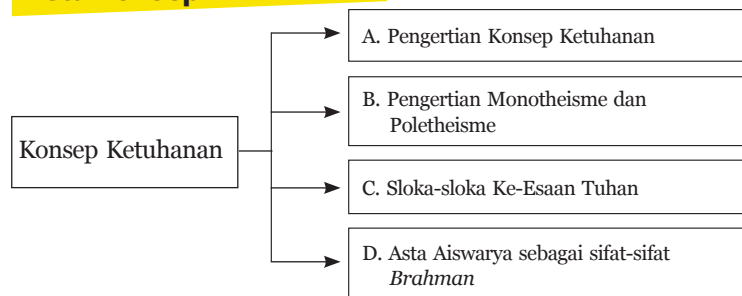 Konsep Ketuhanan
A. Pengertian Konsep Ketuhanan
B. Pengertian Monotheisme dan
Poletheisme
C. Sloka-sloka Ke-Esaan Tuhan
D. Asta Aiswarya sebagai sifat-sifat
Brahman